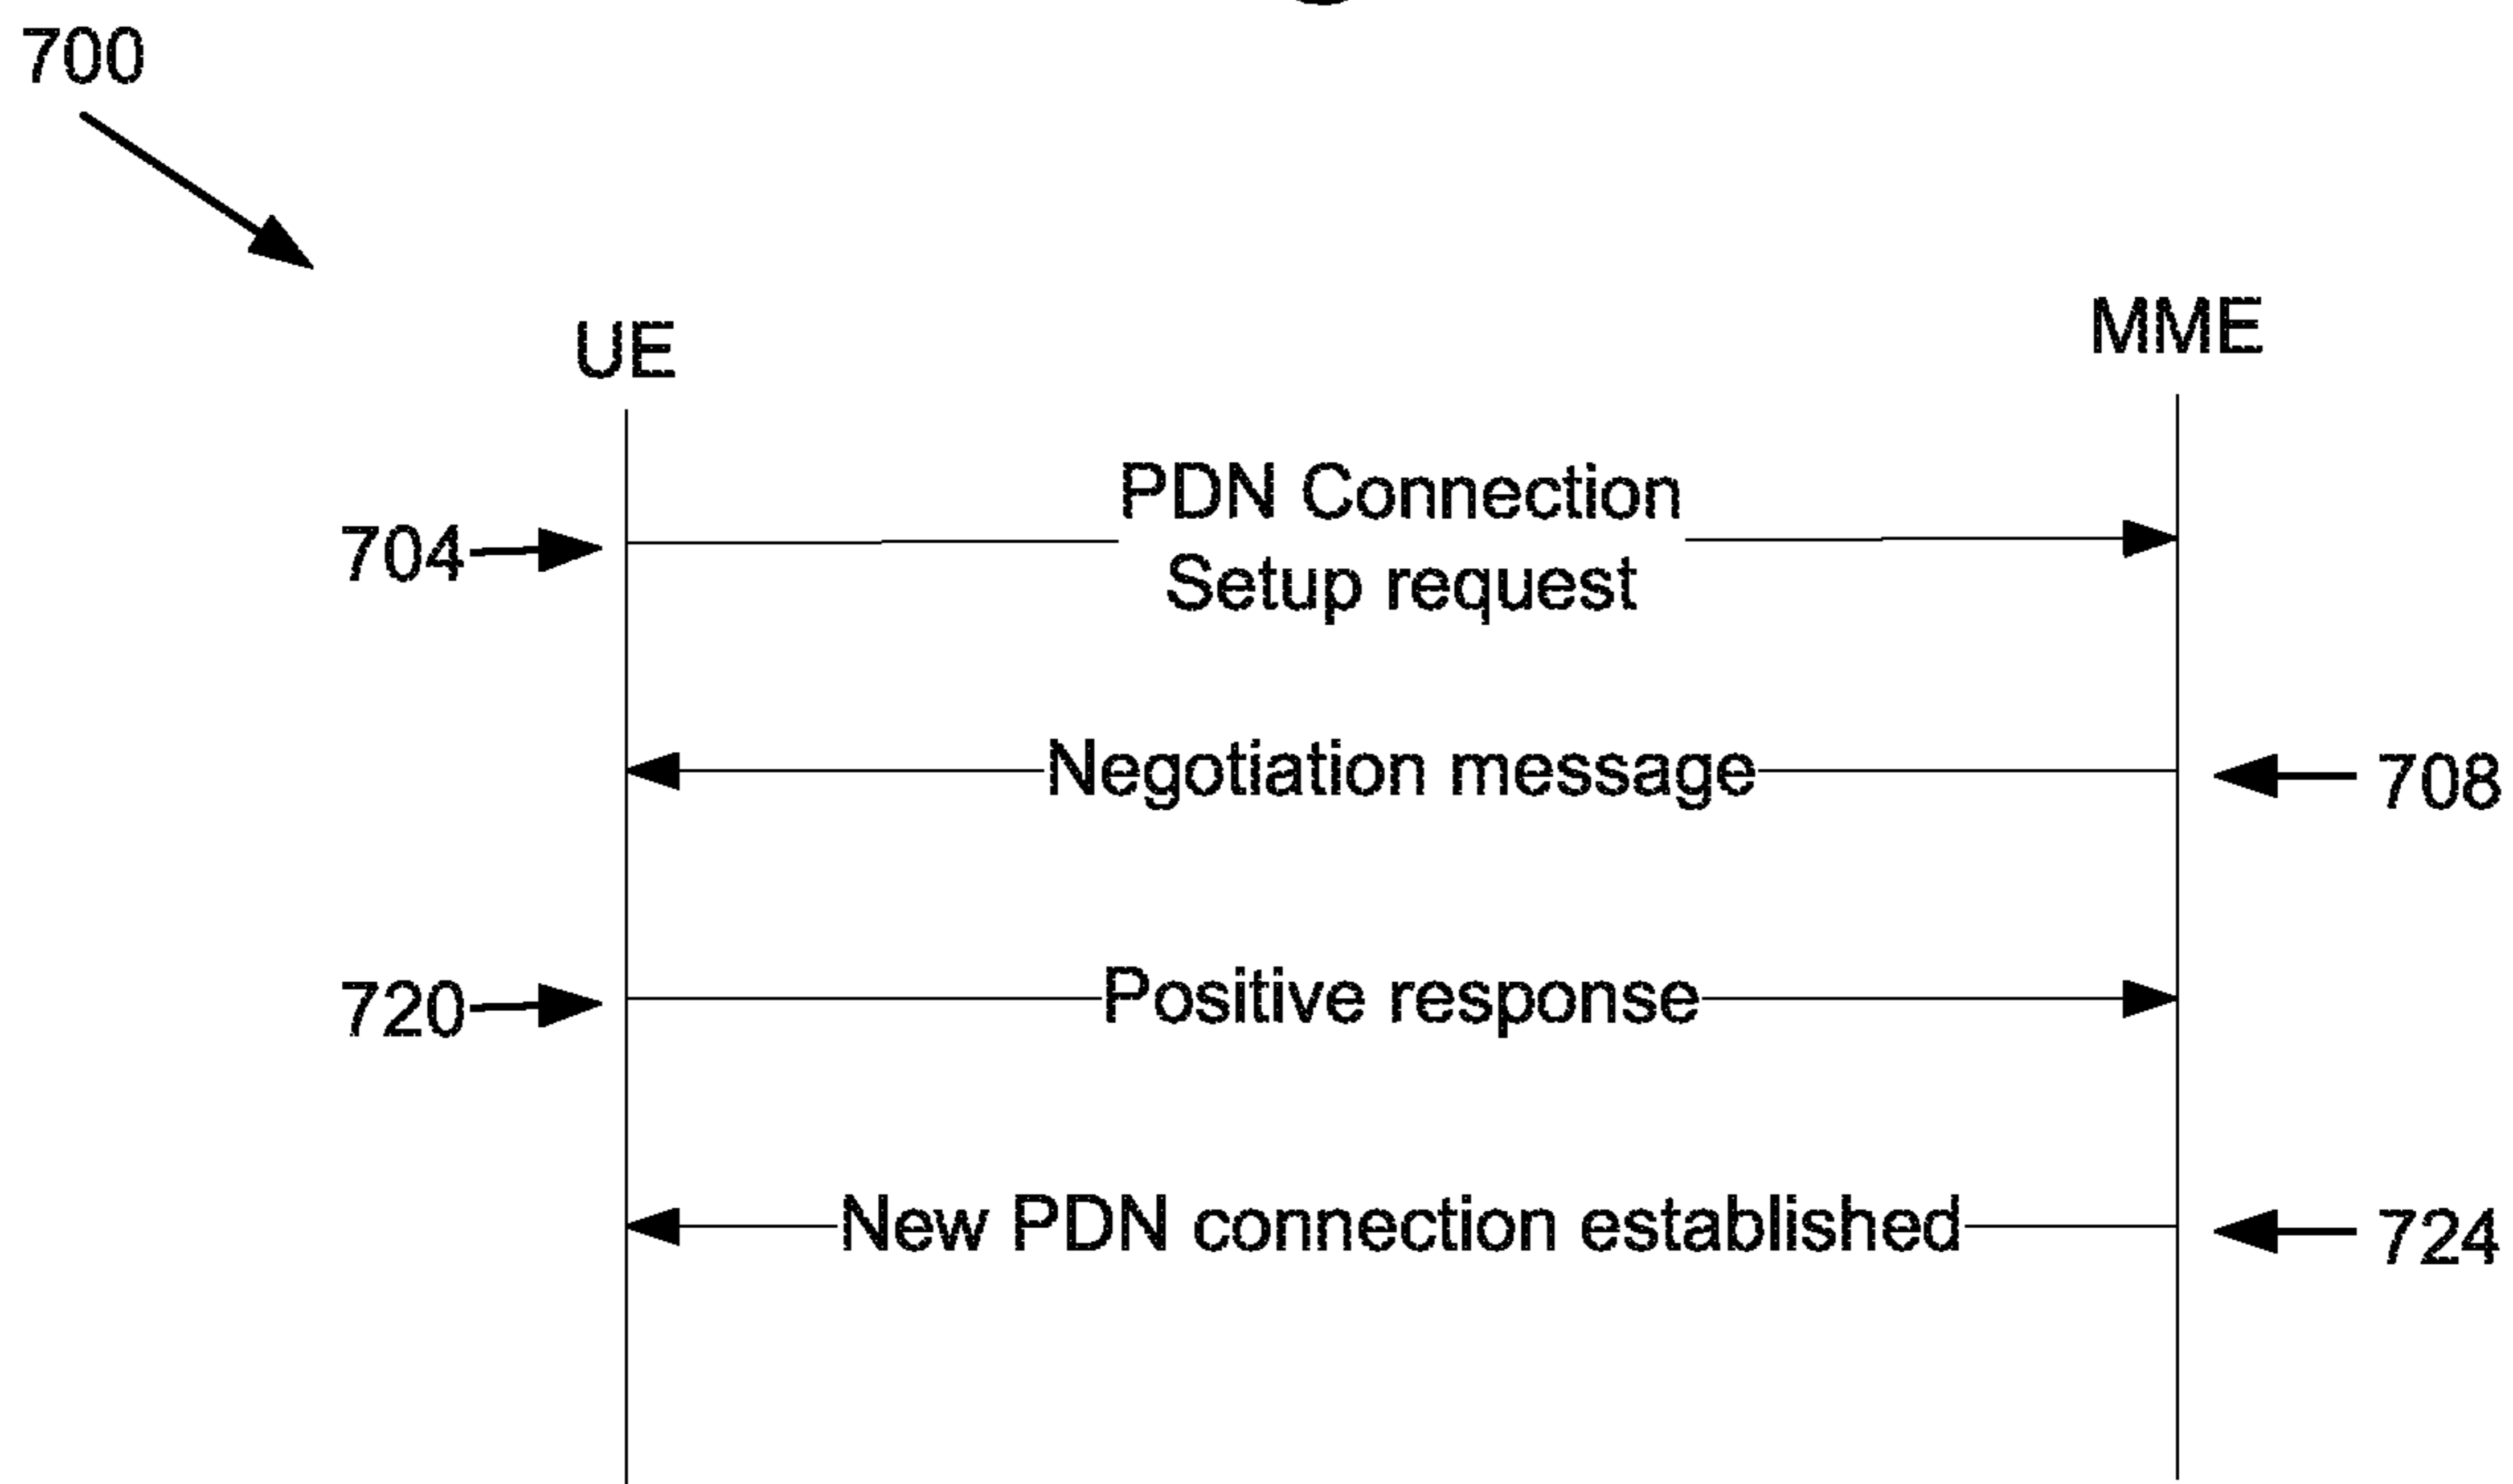 700
UE
MME
PDN Connection
704
Setup request
Negotiation message
708
Positive response
720
New PDN connection established
724